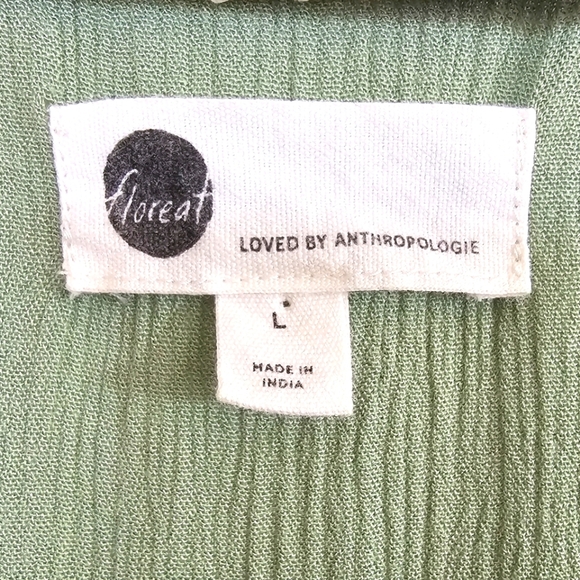 floreat
LOVED BY ANTHROPOLOGIE
L
MADE IN
INDIA